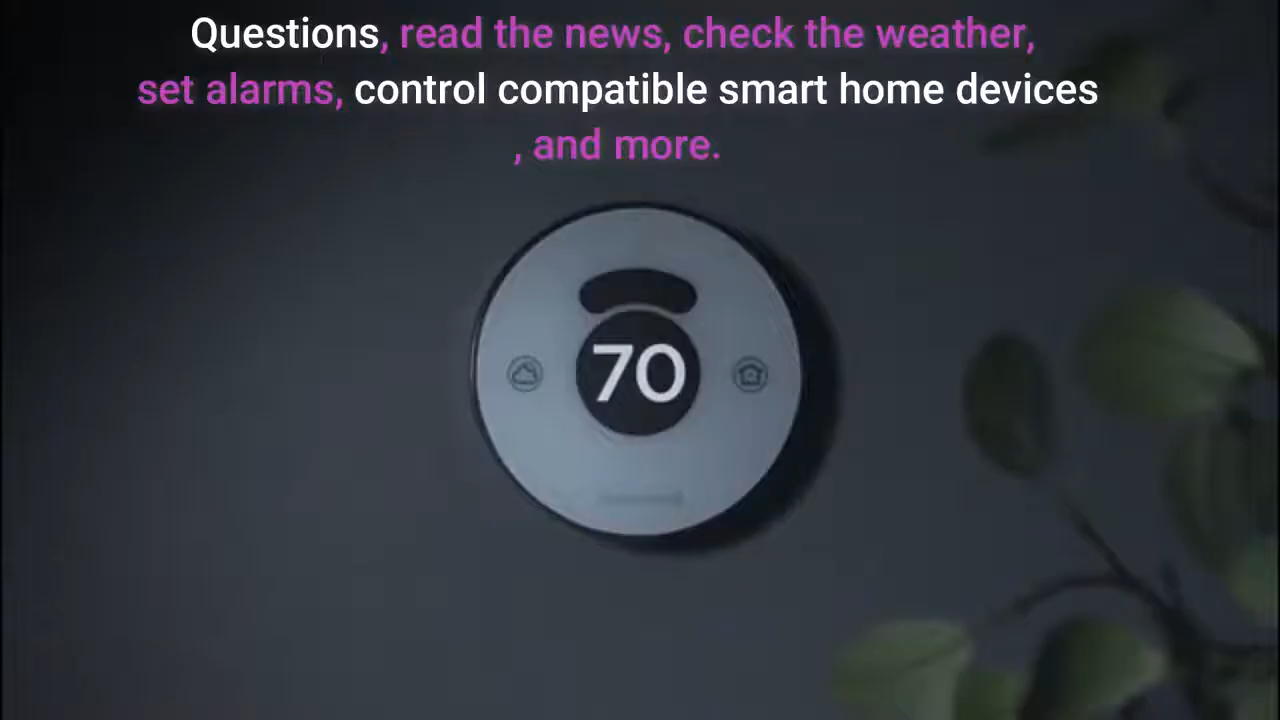 Questions, read the news, check the weather,
set alarms, control compatible smart home devices
, and more.
70